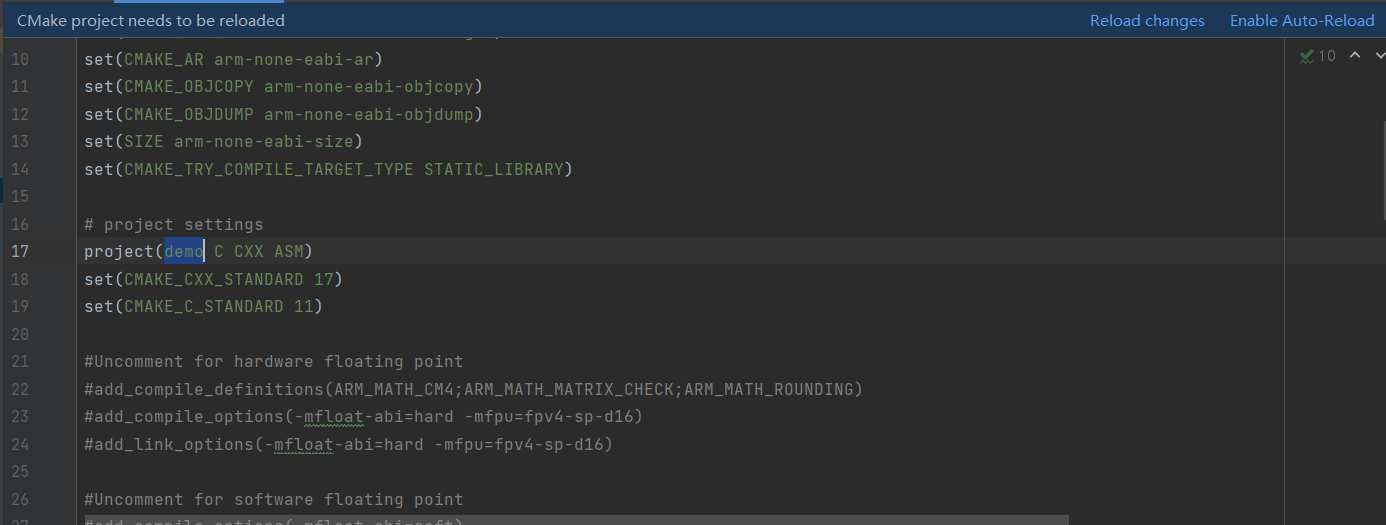 CMake project needs to be reloaded Reload changes Enable Auto-Reload
10 set(CMAKE_AR arm-none-eabi-ar) 10
11 set(CMAKE_OBJCOPY arm-none-eabi-objcopy)
12 set(CMAKE_OBJDUMP arm-none-eabi-objdump)
13 set(SIZE arm-none-eabi-size)
14 set(CMAKE_TRY_COMPILE_TARGET_TYPE STATIC_LIBRARY)
15
16 # project settings
17 project(demo C CXX ASM)
18 set(CMAKE_CXX_STANDARD 17)
19 set(CMAKE_C_STANDARD 11)
20
21 #Uncomment for hardware floating point
22 #add_compile_definitions(ARM_MATH_CM4;ARM_MATH_MATRIX_CHECK;ARM_MATH_ROUNDING)
23 #add_compile_options(-mfloat-abi=hard -mfpu=fpv4-sp-d16)
24 #add_link_options(-mfloat-abi=hard -mfpu=fpv4-sp-d16)
25
26 #Uncomment for software floating point